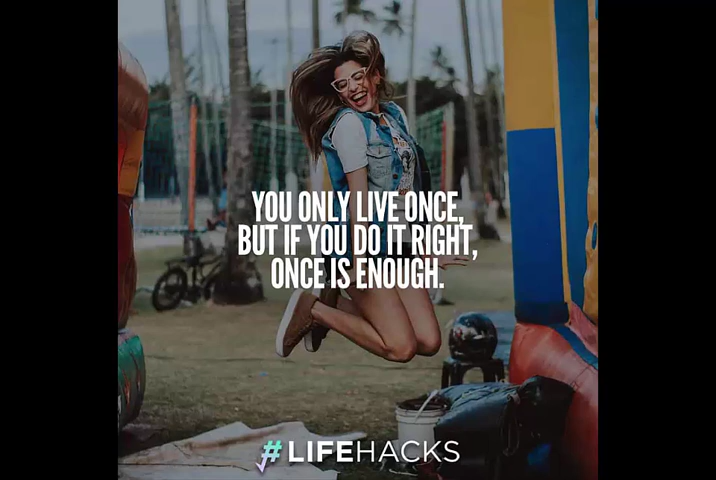 YOU ONLY LIVE ONCE,
BUT IF YOU DO IT RIGHT,
ONCE IS ENOUGH.
#LIFEHACKS